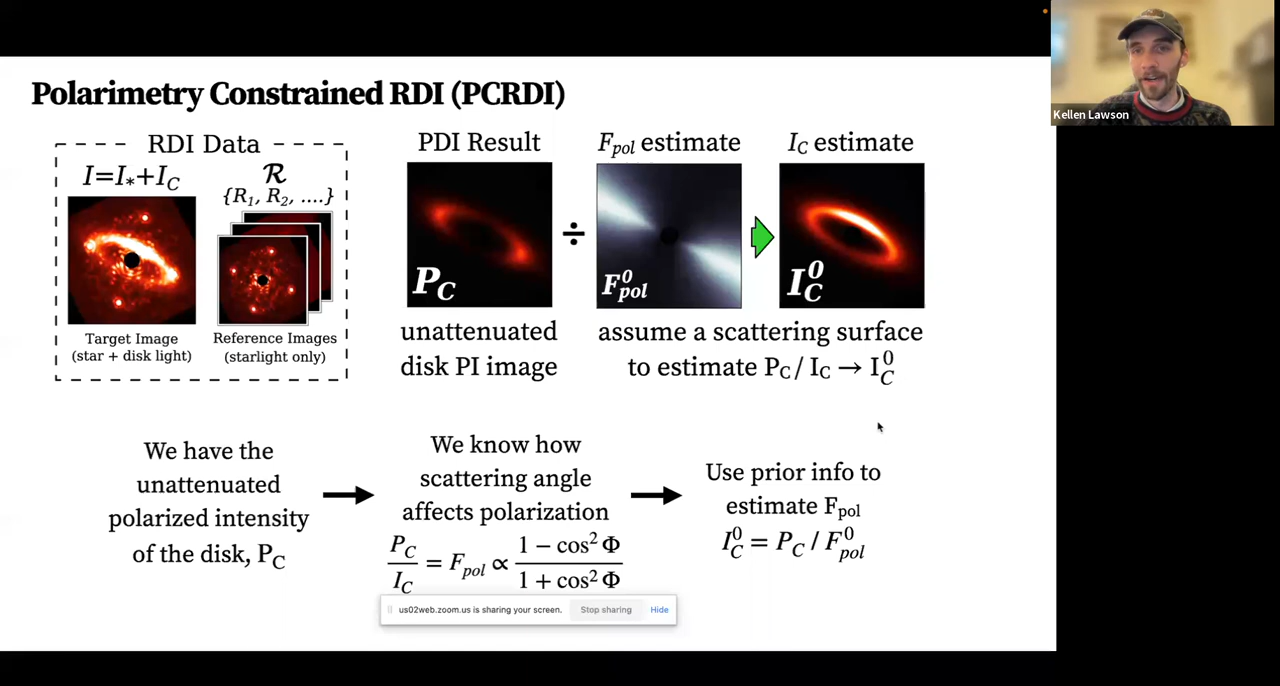 Polarimetry Constrained RDI (PCRDI)
RDI Data
I=I*+I_C
ℛ
{R₁, R₂, ....}
Target Image
(star + disk light)
Reference Images
(starlight only)
PDI Result
P_C
unattenuated
disk PI image
÷
F_pol estimate
F⁰_pol
I_C estimate
I⁰_C
assume a scattering surface
to estimate P_C / I_C → I⁰_C
We have the
unattenuated
polarized intensity
of the disk, P_C
We know how
scattering angle
affects polarization
P_C / I_C = F_pol ∝ (1 − cos² Φ) / (1 + cos² Φ)
Use prior info to
estimate F_pol
I⁰_C = P_C / F⁰_pol
us02web.zoom.us is sharing your screen. Stop sharing Hide
Kellen Lawson